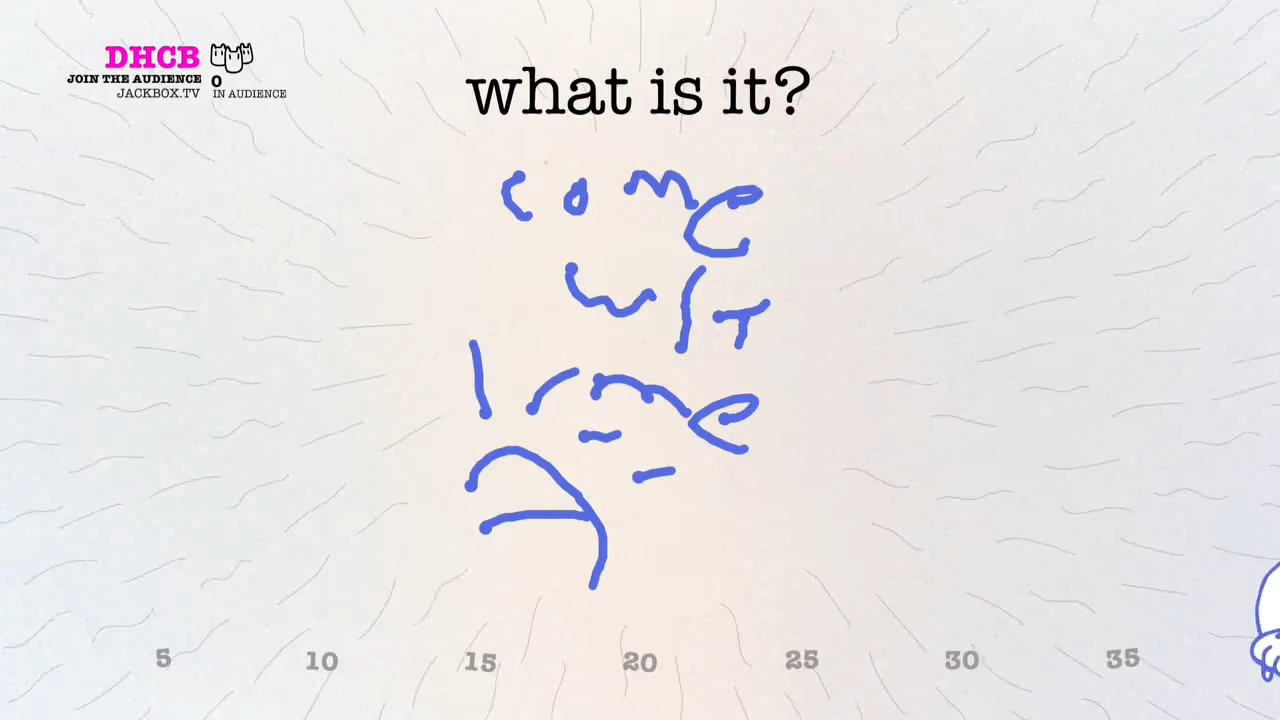 DHCB
JOIN THE AUDIENCE 0
JACKBOX.TV IN AUDIENCE
what is it?
come
wIT
5 10 15 20 25 30 35